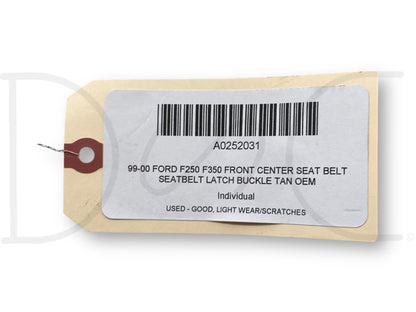 A0252031
99-00 FORD F250 F350 FRONT CENTER SEAT BELT
SEATBELT LATCH BUCKLE TAN OEM
Individual
USED - GOOD, LIGHT WEAR/SCRATCHES